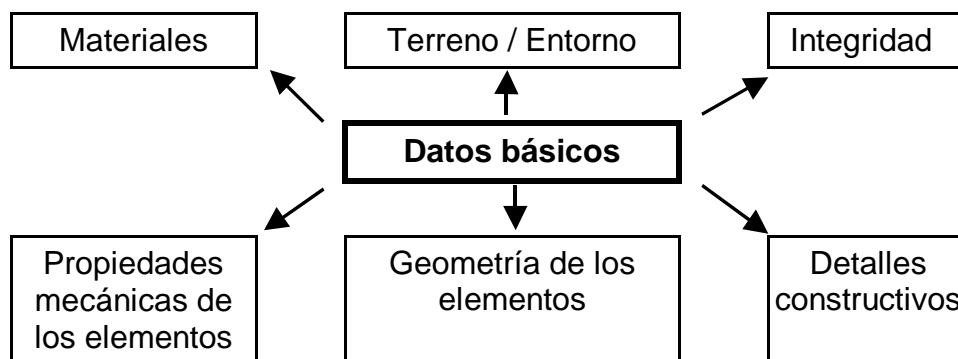 Materiales
Terreno / Entorno
Integridad
Datos básicos
Propiedades
mecánicas de
los elementos
Geometría de los
elementos
Detalles
constructivos